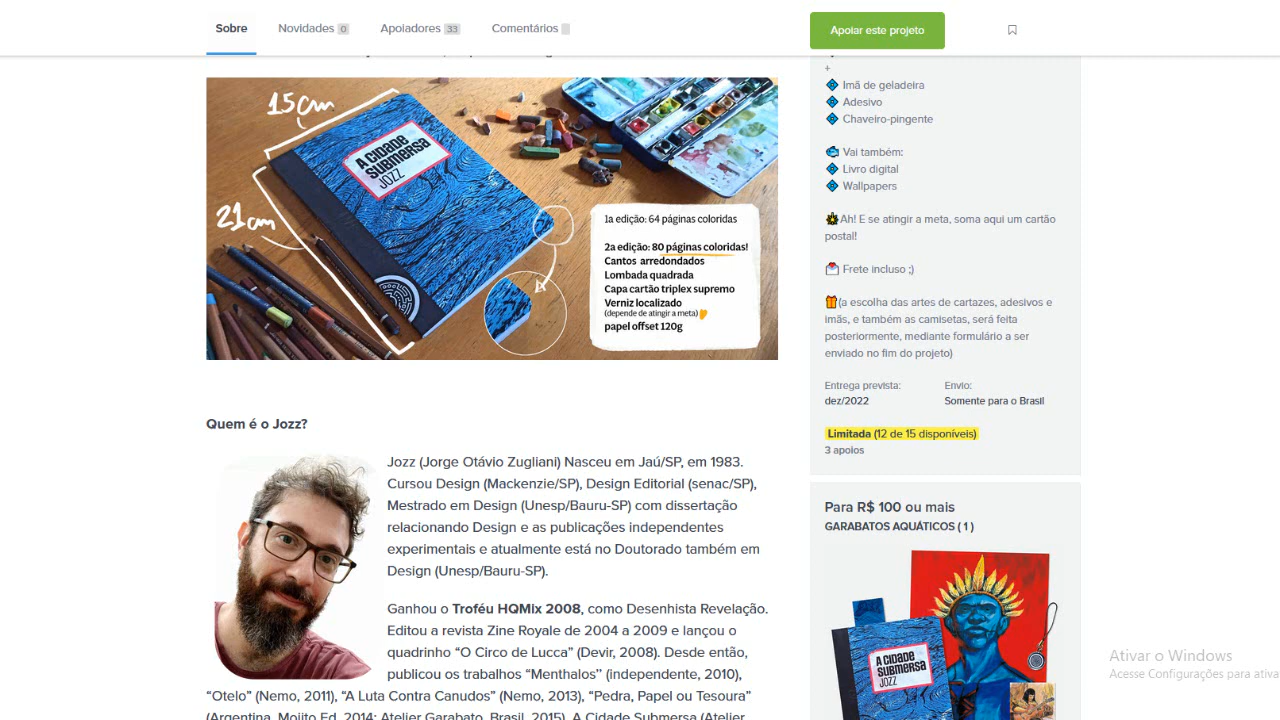 Sobre
Novidades 0
Apoiadores 33
Comentários
Apoiar este projeto
15cm
21cm
A CIDADE
SUBMERSA
JOZZ
1a edição: 64 páginas coloridas
2a edição: 80 páginas coloridas!
Cantos arredondados
Lombada quadrada
Capa cartão triplex supremo
Verniz localizado
(depende de atingir a meta)
papel offset 120g
Quem é o Jozz?
Jozz (Jorge Otávio Zugliani) Nasceu em Jaú/SP, em 1983.
Cursou Design (Mackenzie/SP), Design Editorial (senac/SP),
Mestrado em Design (Unesp/Bauru-SP) com dissertação
relacionando Design e as publicações independentes
experimentais e atualmente está no Doutorado também em
Design (Unesp/Bauru-SP).
Ganhou o Troféu HQMix 2008, como Desenhista Revelação.
Editou a revista Zine Royale de 2004 a 2009 e lançou o
quadrinho “O Circo de Lucca” (Devir, 2008). Desde então,
publicou os trabalhos “Menthalos” (independente, 2010),
“Otelo” (Nemo, 2011), “A Luta Contra Canudos” (Nemo, 2013), “Pedra, Papel ou Tesoura”
(Argentina, Mojito Ed. 2014; Atelier Garabato, Brasil, 2015), A Cidade Submersa (Atelier
+
Imã de geladeira
Adesivo
Chaveiro-pingente
Vai também:
Livro digital
Wallpapers
Ah! E se atingir a meta, soma aqui um cartão
postal!
Frete incluso ;)
(a escolha das artes de cartazes, adesivos e
imãs, e também as camisetas, será feita
posteriormente, mediante formulário a ser
enviado no fim do projeto)
Entrega prevista:
dez/2022
Envio:
Somente para o Brasil
Limitada (12 de 15 disponíveis)
3 apoios
Para R$ 100 ou mais
GARABATOS AQUÁTICOS ( 1 )
A CIDADE
SUBMERSA
JOZZ
Ativar o Windows
Acesse Configurações para ativa